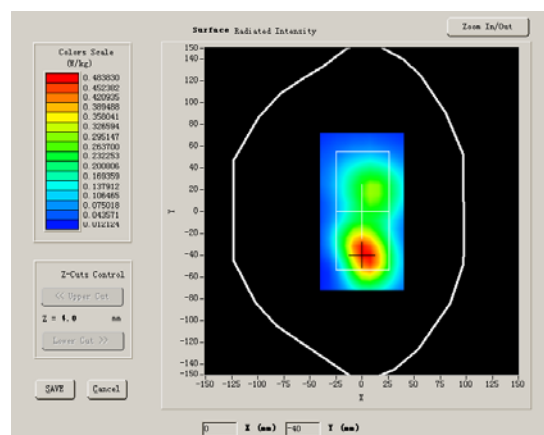 Surface Radiated Intensity
Zoom In/Out
Colors Scale
(W/kg)
0.483830
0.452382
0.420935
0.389488
0.358041
0.326594
0.295147
0.263700
0.232253
0.200806
0.169359
0.137912
0.106465
0.075018
0.043571
0.012124
150
140
120
100
80
60
40
20
0
-20
-40
-60
-80
-100
-120
-140
-150
Y
-150 -125 -100 -75 -50 -25 0 25 50 75 100 125 150
X
Z-Cuts Control
<< Upper Cut
Z = 4.0 mm
Lower Cut >>
SAVE Cancel
0 X (mm) -40 Y (mm)